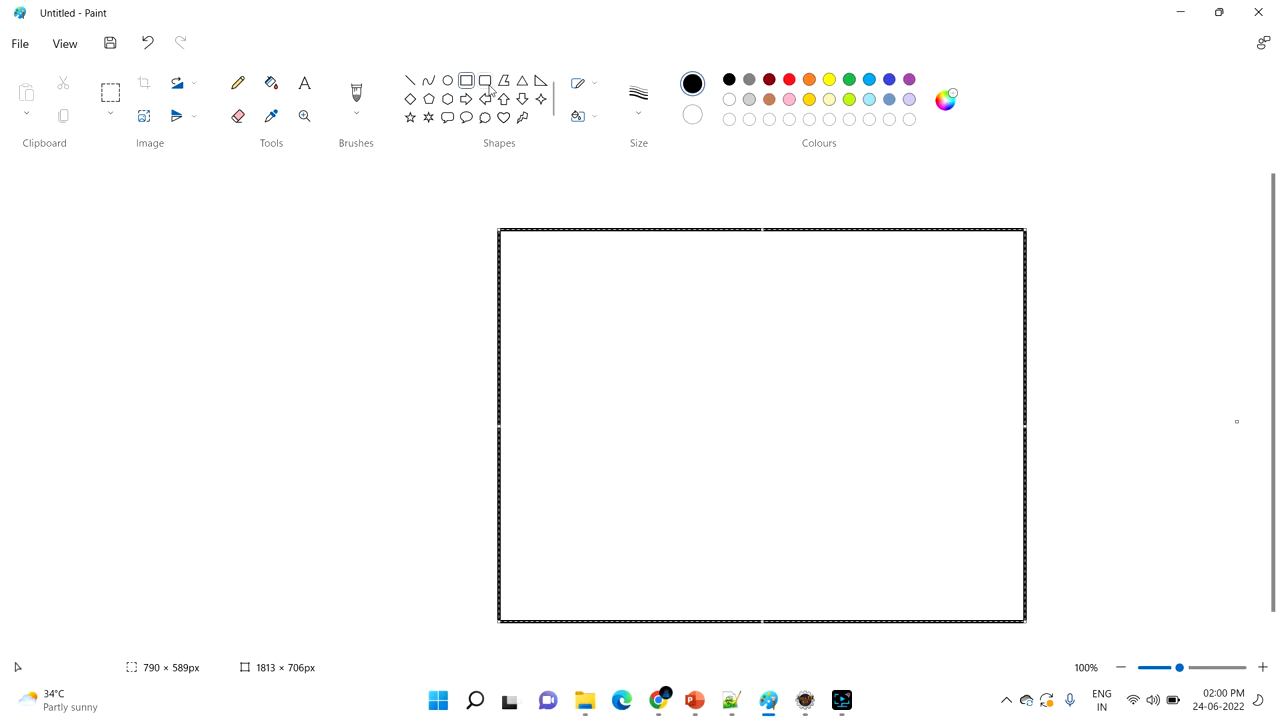 Untitled - Paint
File View
Clipboard Image Tools Brushes Shapes Size Colours
790 × 589px 1813 × 706px 100%
34°C
Partly sunny
ENG
IN
02:00 PM
24-06-2022